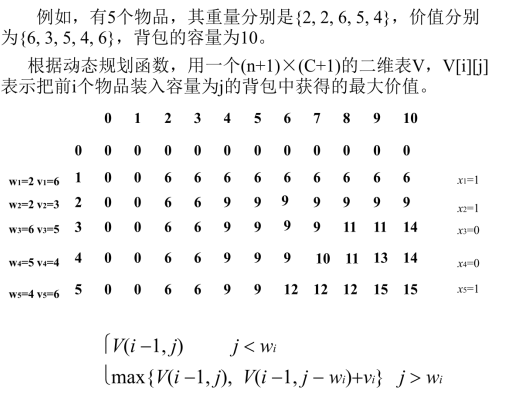 例如，有5个物品，其重量分别是{2, 2, 6, 5, 4}，价值分别
为{6, 3, 5, 4, 6}，背包的容量为10。
根据动态规划函数，用一个(n+1)×(C+1)的二维表V，V[i][j]
表示把前i个物品装入容量为j的背包中获得的最大价值。
0 1 2 3 4 5 6 7 8 9 10
0 0 0 0 0 0 0 0 0 0 0 0
w1=2 v1=6 1 0 0 6 6 6 6 6 6 6 6 6 x1=1
w2=2 v2=3 2 0 0 6 6 9 9 9 9 9 9 9 x2=1
w3=6 v3=5 3 0 0 6 6 9 9 9 9 11 11 14 x3=0
w4=5 v4=4 4 0 0 6 6 9 9 9 10 11 13 14 x4=0
w5=4 v5=6 5 0 0 6 6 9 9 12 12 12 15 15 x5=1
V(i−1, j) j < wi
max{V(i−1, j), V(i−1, j − wi)+vi} j > wi